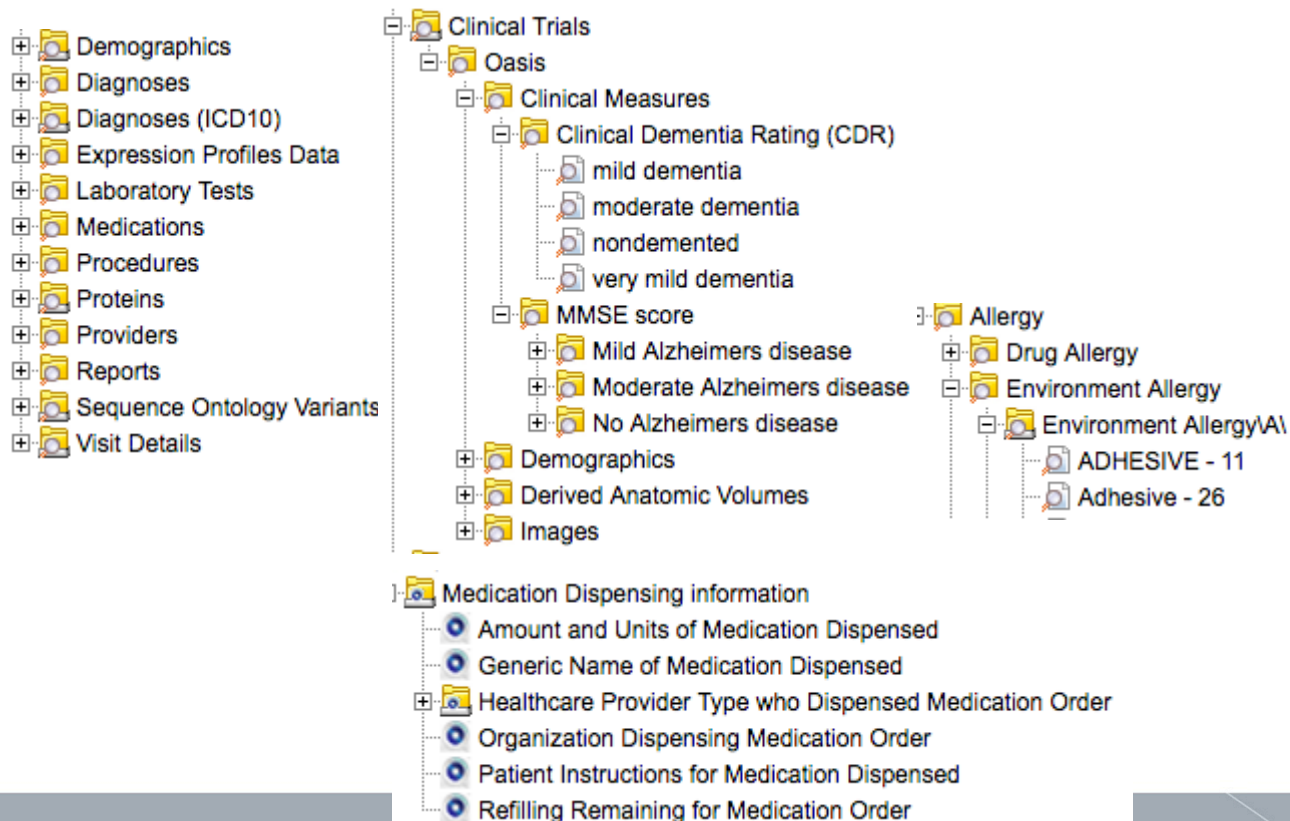 Demographics
Diagnoses
Diagnoses (ICD10)
Expression Profiles Data
Laboratory Tests
Medications
Procedures
Proteins
Providers
Reports
Sequence Ontology Variants
Visit Details
Clinical Trials
Oasis
Clinical Measures
Clinical Dementia Rating (CDR)
mild dementia
moderate dementia
nondemented
very mild dementia
MMSE score
Mild Alzheimers disease
Moderate Alzheimers disease
No Alzheimers disease
Demographics
Derived Anatomic Volumes
Images
Allergy
Drug Allergy
Environment Allergy
Environment Allergy\A\
ADHESIVE - 11
Adhesive - 26
Medication Dispensing information
Amount and Units of Medication Dispensed
Generic Name of Medication Dispensed
Healthcare Provider Type who Dispensed Medication Order
Organization Dispensing Medication Order
Patient Instructions for Medication Dispensed
Refilling Remaining for Medication Order